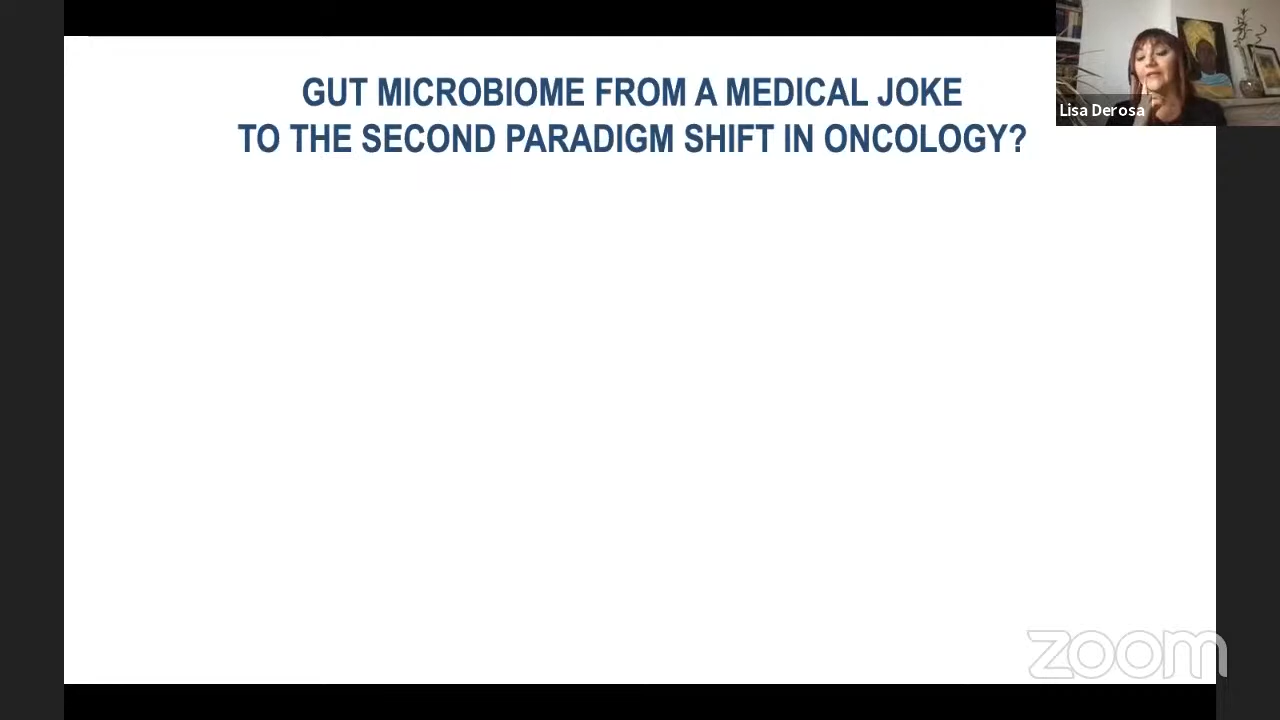 GUT MICROBIOME FROM A MEDICAL JOKE
TO THE SECOND PARADIGM SHIFT IN ONCOLOGY?
Lisa Derosa
zoom